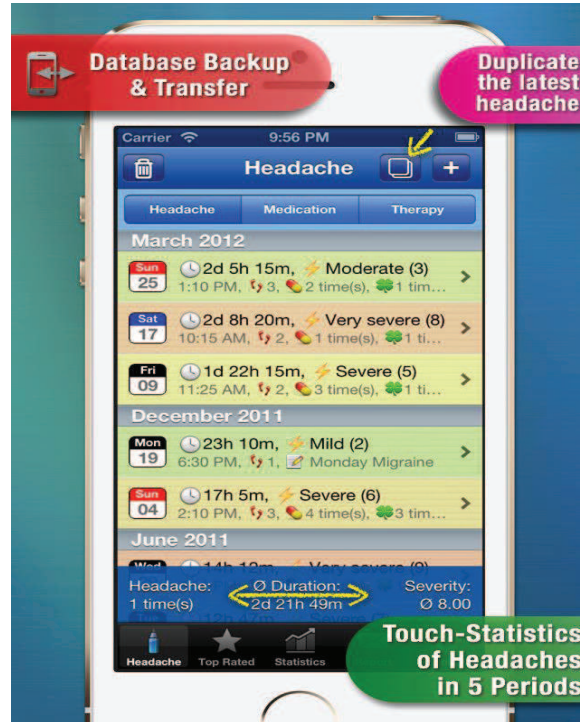 Database Backup
& Transfer
Duplicate
the latest
headache
Carrier 9:56 PM
Headache +
Headache Medication Therapy
March 2012
Sun
25
2d 5h 15m, Moderate (3)
1:10 PM, 3, 2 time(s), 1 tim...
Sat
17
2d 8h 20m, Very severe (8)
10:15 AM, 2, 1 time(s), 1 ti...
Fri
09
1d 22h 15m, Severe (5)
11:25 AM, 2, 3 time(s), 1 ti...
December 2011
Mon
19
23h 10m, Mild (2)
6:30 PM, 1, Monday Migraine
Sun
04
17h 5m, Severe (6)
2:10 PM, 3, 4 time(s), 3 tim...
June 2011
Headache: Ø Duration: Severity:
1 time(s) 2d 21h 49m Ø 8.00
Headache Top Rated Statistics
Touch-Statistics
of Headaches
in 5 Periods